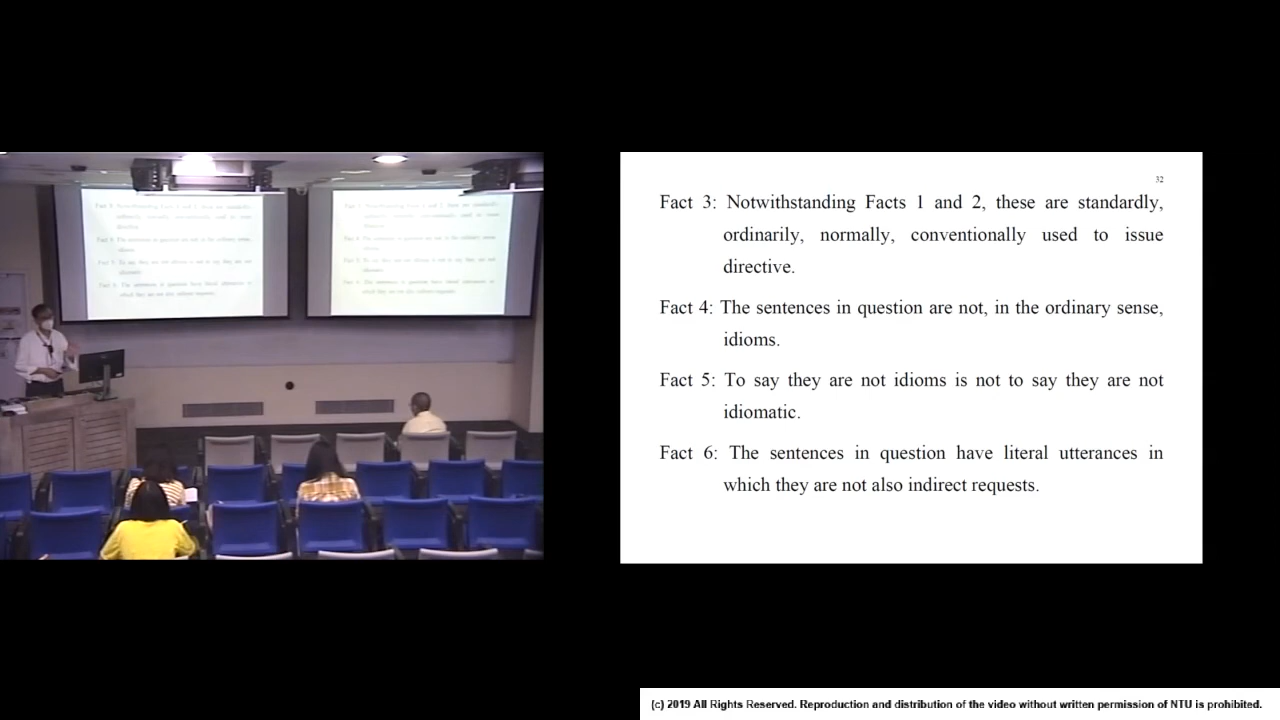 32
Fact 3: Notwithstanding Facts 1 and 2, these are standardly,
ordinarily, normally, conventionally used to issue
directive.
Fact 4: The sentences in question are not, in the ordinary sense,
idioms.
Fact 5: To say they are not idioms is not to say they are not
idiomatic.
Fact 6: The sentences in question have literal utterances in
which they are not also indirect requests.
(c) 2019 All Rights Reserved. Reproduction and distribution of the video without written permission of NTU is prohibited.